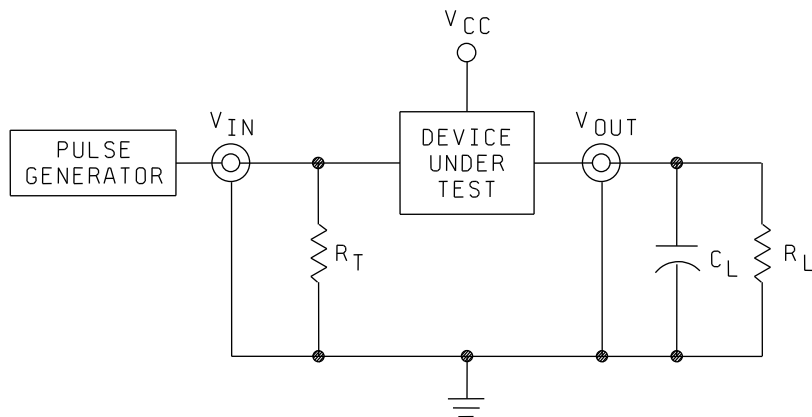 VCC
VIN
PULSE
GENERATOR
DEVICE
UNDER
TEST
VOUT
RT
CL
RL